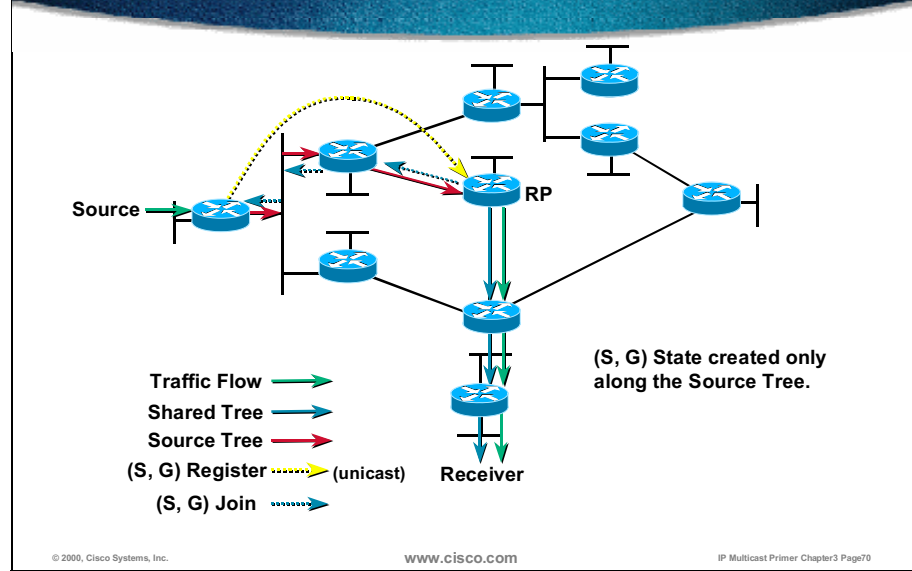 Source
RP
(S, G) State created only
along the Source Tree.
Traffic Flow
Shared Tree
Source Tree
(S, G) Register
(unicast)
(S, G) Join
Receiver
© 2000, Cisco Systems, Inc.
www.cisco.com
IP Multicast Primer Chapter3 Page70